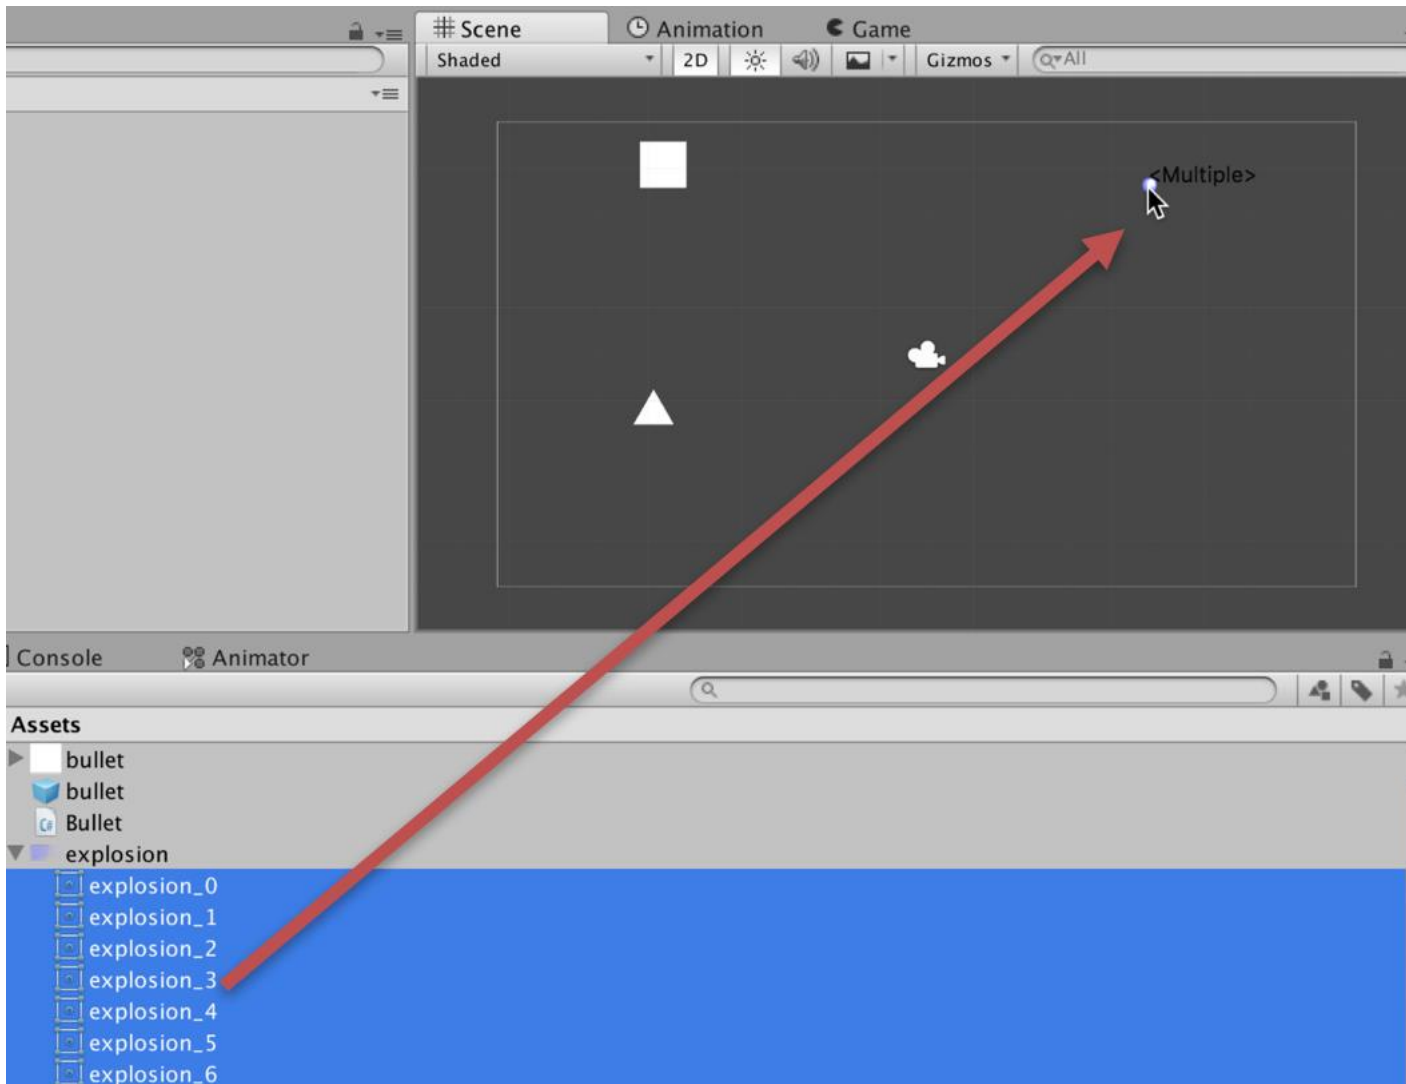 Scene Animation Game
Shaded 2D Gizmos All
<Multiple>
Console Animator
Assets
bullet
bullet
C# Bullet
explosion
explosion_0
explosion_1
explosion_2
explosion_3
explosion_4
explosion_5
explosion_6